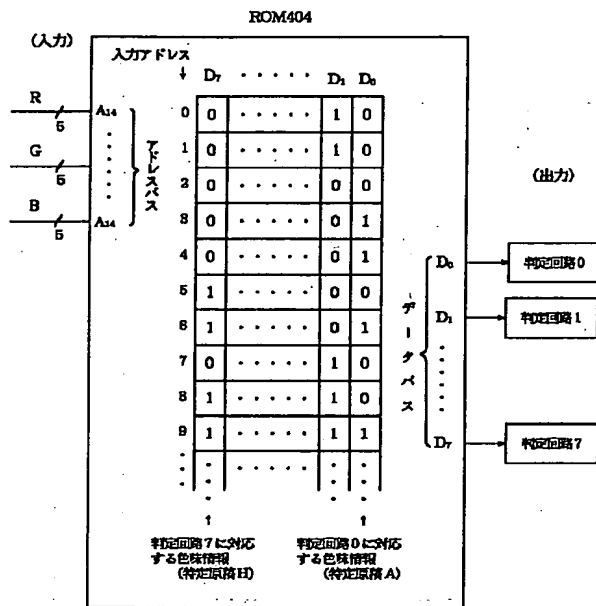 ROM404
(入力)
入力アドレス
↓ D₇ ・・・・・ D₁ D₀
R
5
A₁₄
G
5
B
5
A₁₄
アドレスバス
0 0 ・・・・・ 1 0
1 0 ・・・・・ 1 0
2 0 ・・・・・ 0 0
3 0 ・・・・・ 0 1
4 0 ・・・・・ 0 1
5 1 ・・・・・ 0 0
6 1 ・・・・・ 0 1
7 0 ・・・・・ 1 0
8 1 ・・・・・ 1 0
9 1 ・・・・・ 1 1
データバス
(出力)
D₀ 判定回路0
D₁ 判定回路1
D₇ 判定回路7
↑
判定回路7に対応
する色味情報
(特定原稿H)
↑
判定回路0に対応
する色味情報
(特定原稿A)